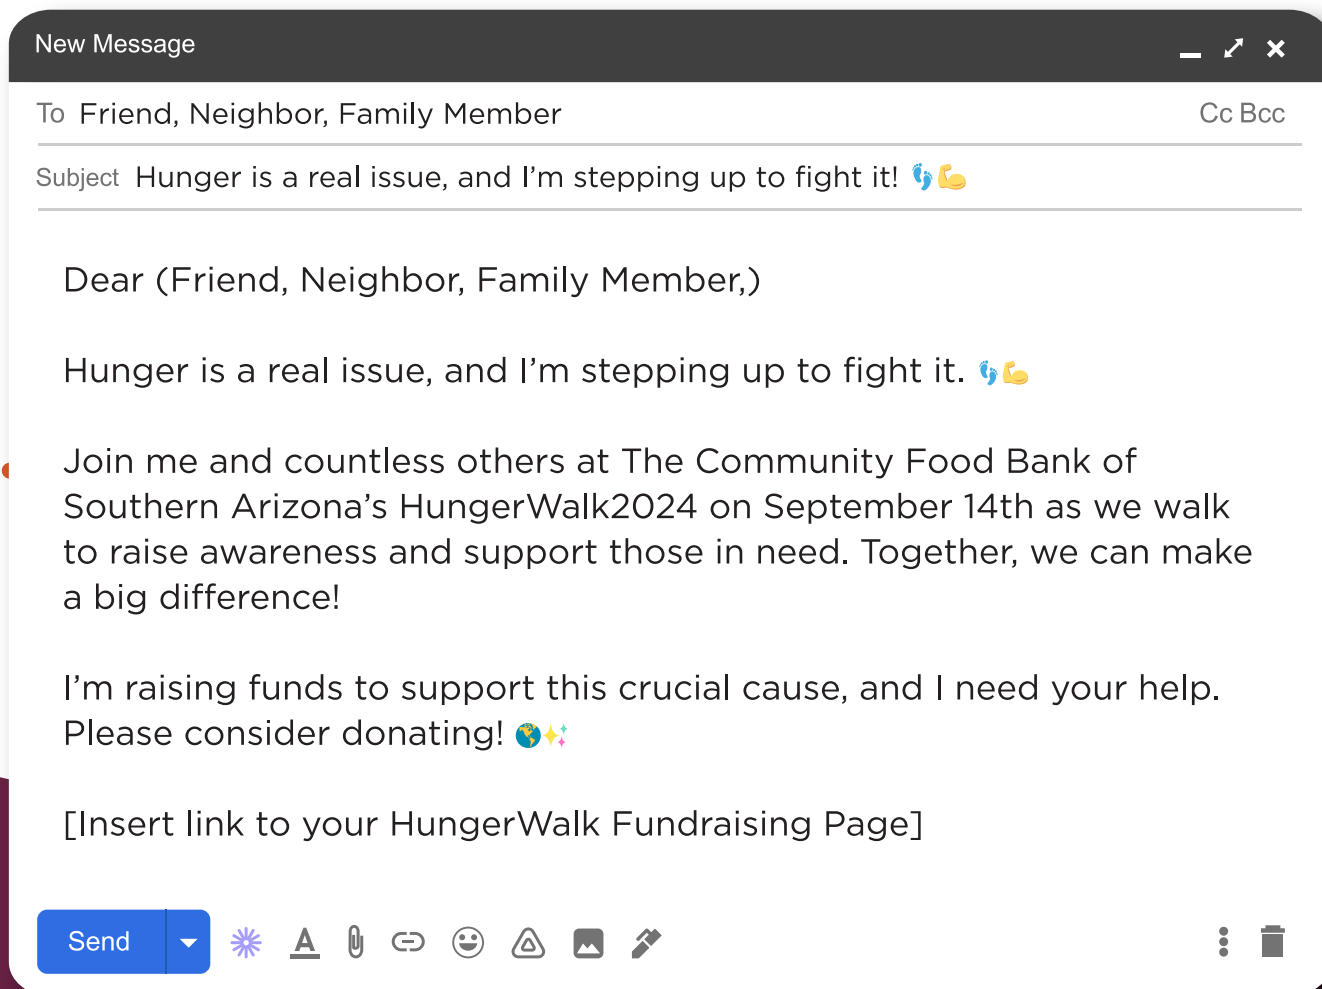 New Message
To Friend, Neighbor, Family Member Cc Bcc
Subject Hunger is a real issue, and I’m stepping up to fight it! 👣💪
Dear (Friend, Neighbor, Family Member,)
Hunger is a real issue, and I’m stepping up to fight it. 👣💪
Join me and countless others at The Community Food Bank of
Southern Arizona’s HungerWalk2024 on September 14th as we walk
to raise awareness and support those in need. Together, we can make
a big difference!
I’m raising funds to support this crucial cause, and I need your help.
Please consider donating! 🌎✨
[Insert link to your HungerWalk Fundraising Page]
Send